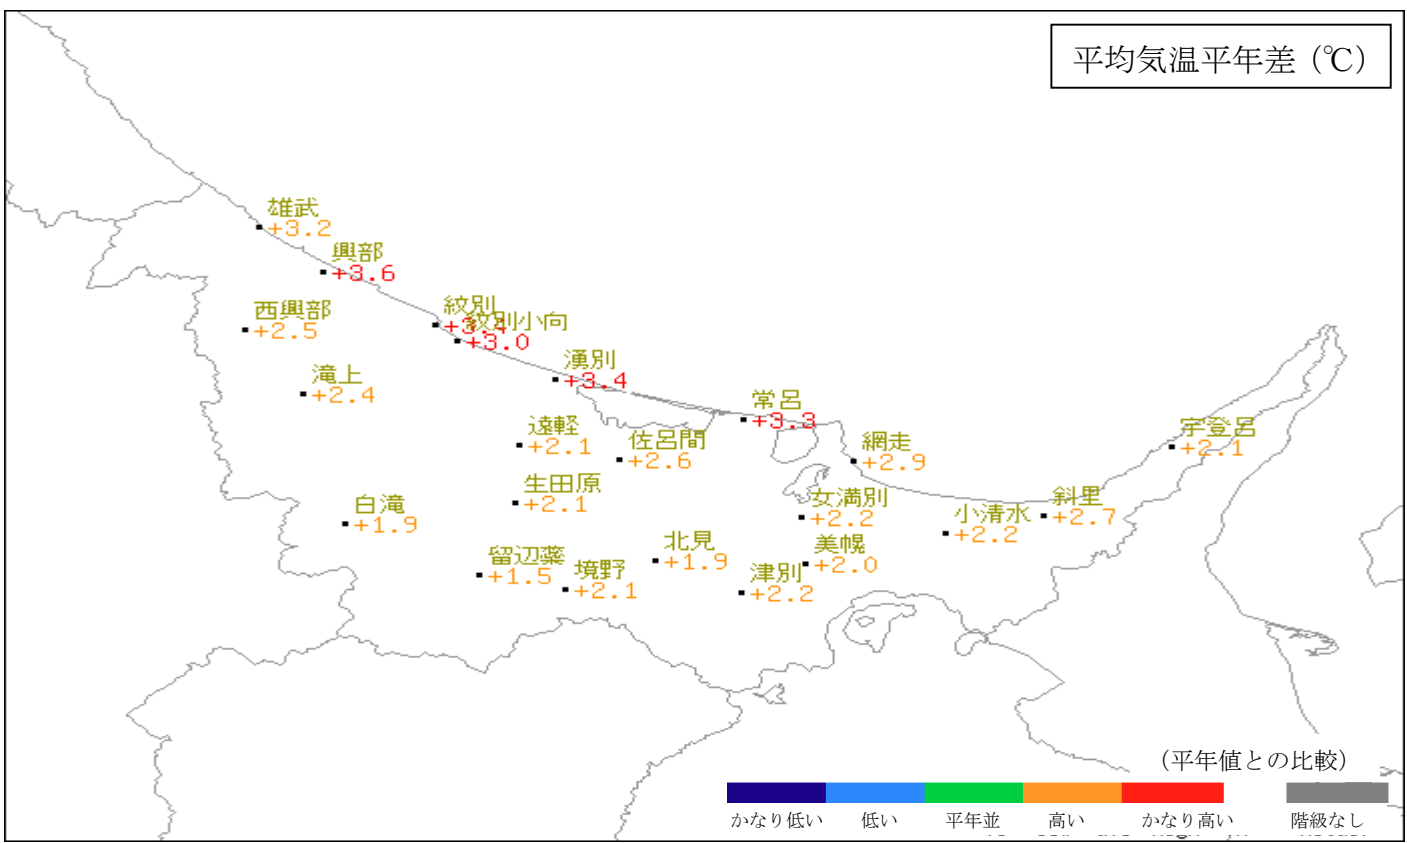 平均気温平年差（℃）
雄武
+3.2
興部
+3.6
西興部
+2.5
紋別
紋別小向
+3.0
湧別
+3.4
滝上
+2.4
常呂
+3.3
遠軽
+2.1
佐呂間
+2.6
網走
+2.9
宇登呂
+2.1
生田原
+2.1
白滝
+1.9
女満別
+2.2
小清水
+2.2
斜里
+2.7
留辺蘂
+1.5
境野
+2.1
北見
+1.9
美幌
+2.0
津別
+2.2
（平年値との比較）
かなり低い 低い 平年並 高い かなり高い 階級なし